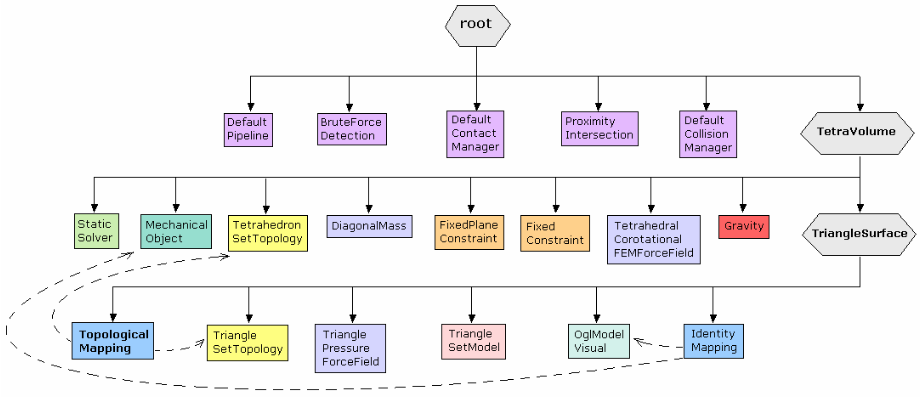 root
Default
Pipeline
BruteForce
Detection
Default
Contact
Manager
Proximity
Intersection
Default
Collision
Manager
TetraVolume
Static
Solver
Mechanical
Object
Tetrahedron
SetTopology
DiagonalMass
FixedPlane
Constraint
Fixed
Constraint
Tetrahedral
Corotational
FEMForceField
Gravity
TriangleSurface
Topological
Mapping
Triangle
SetTopology
Triangle
Pressure
ForceField
Triangle
SetModel
OglModel
Visual
Identity
Mapping